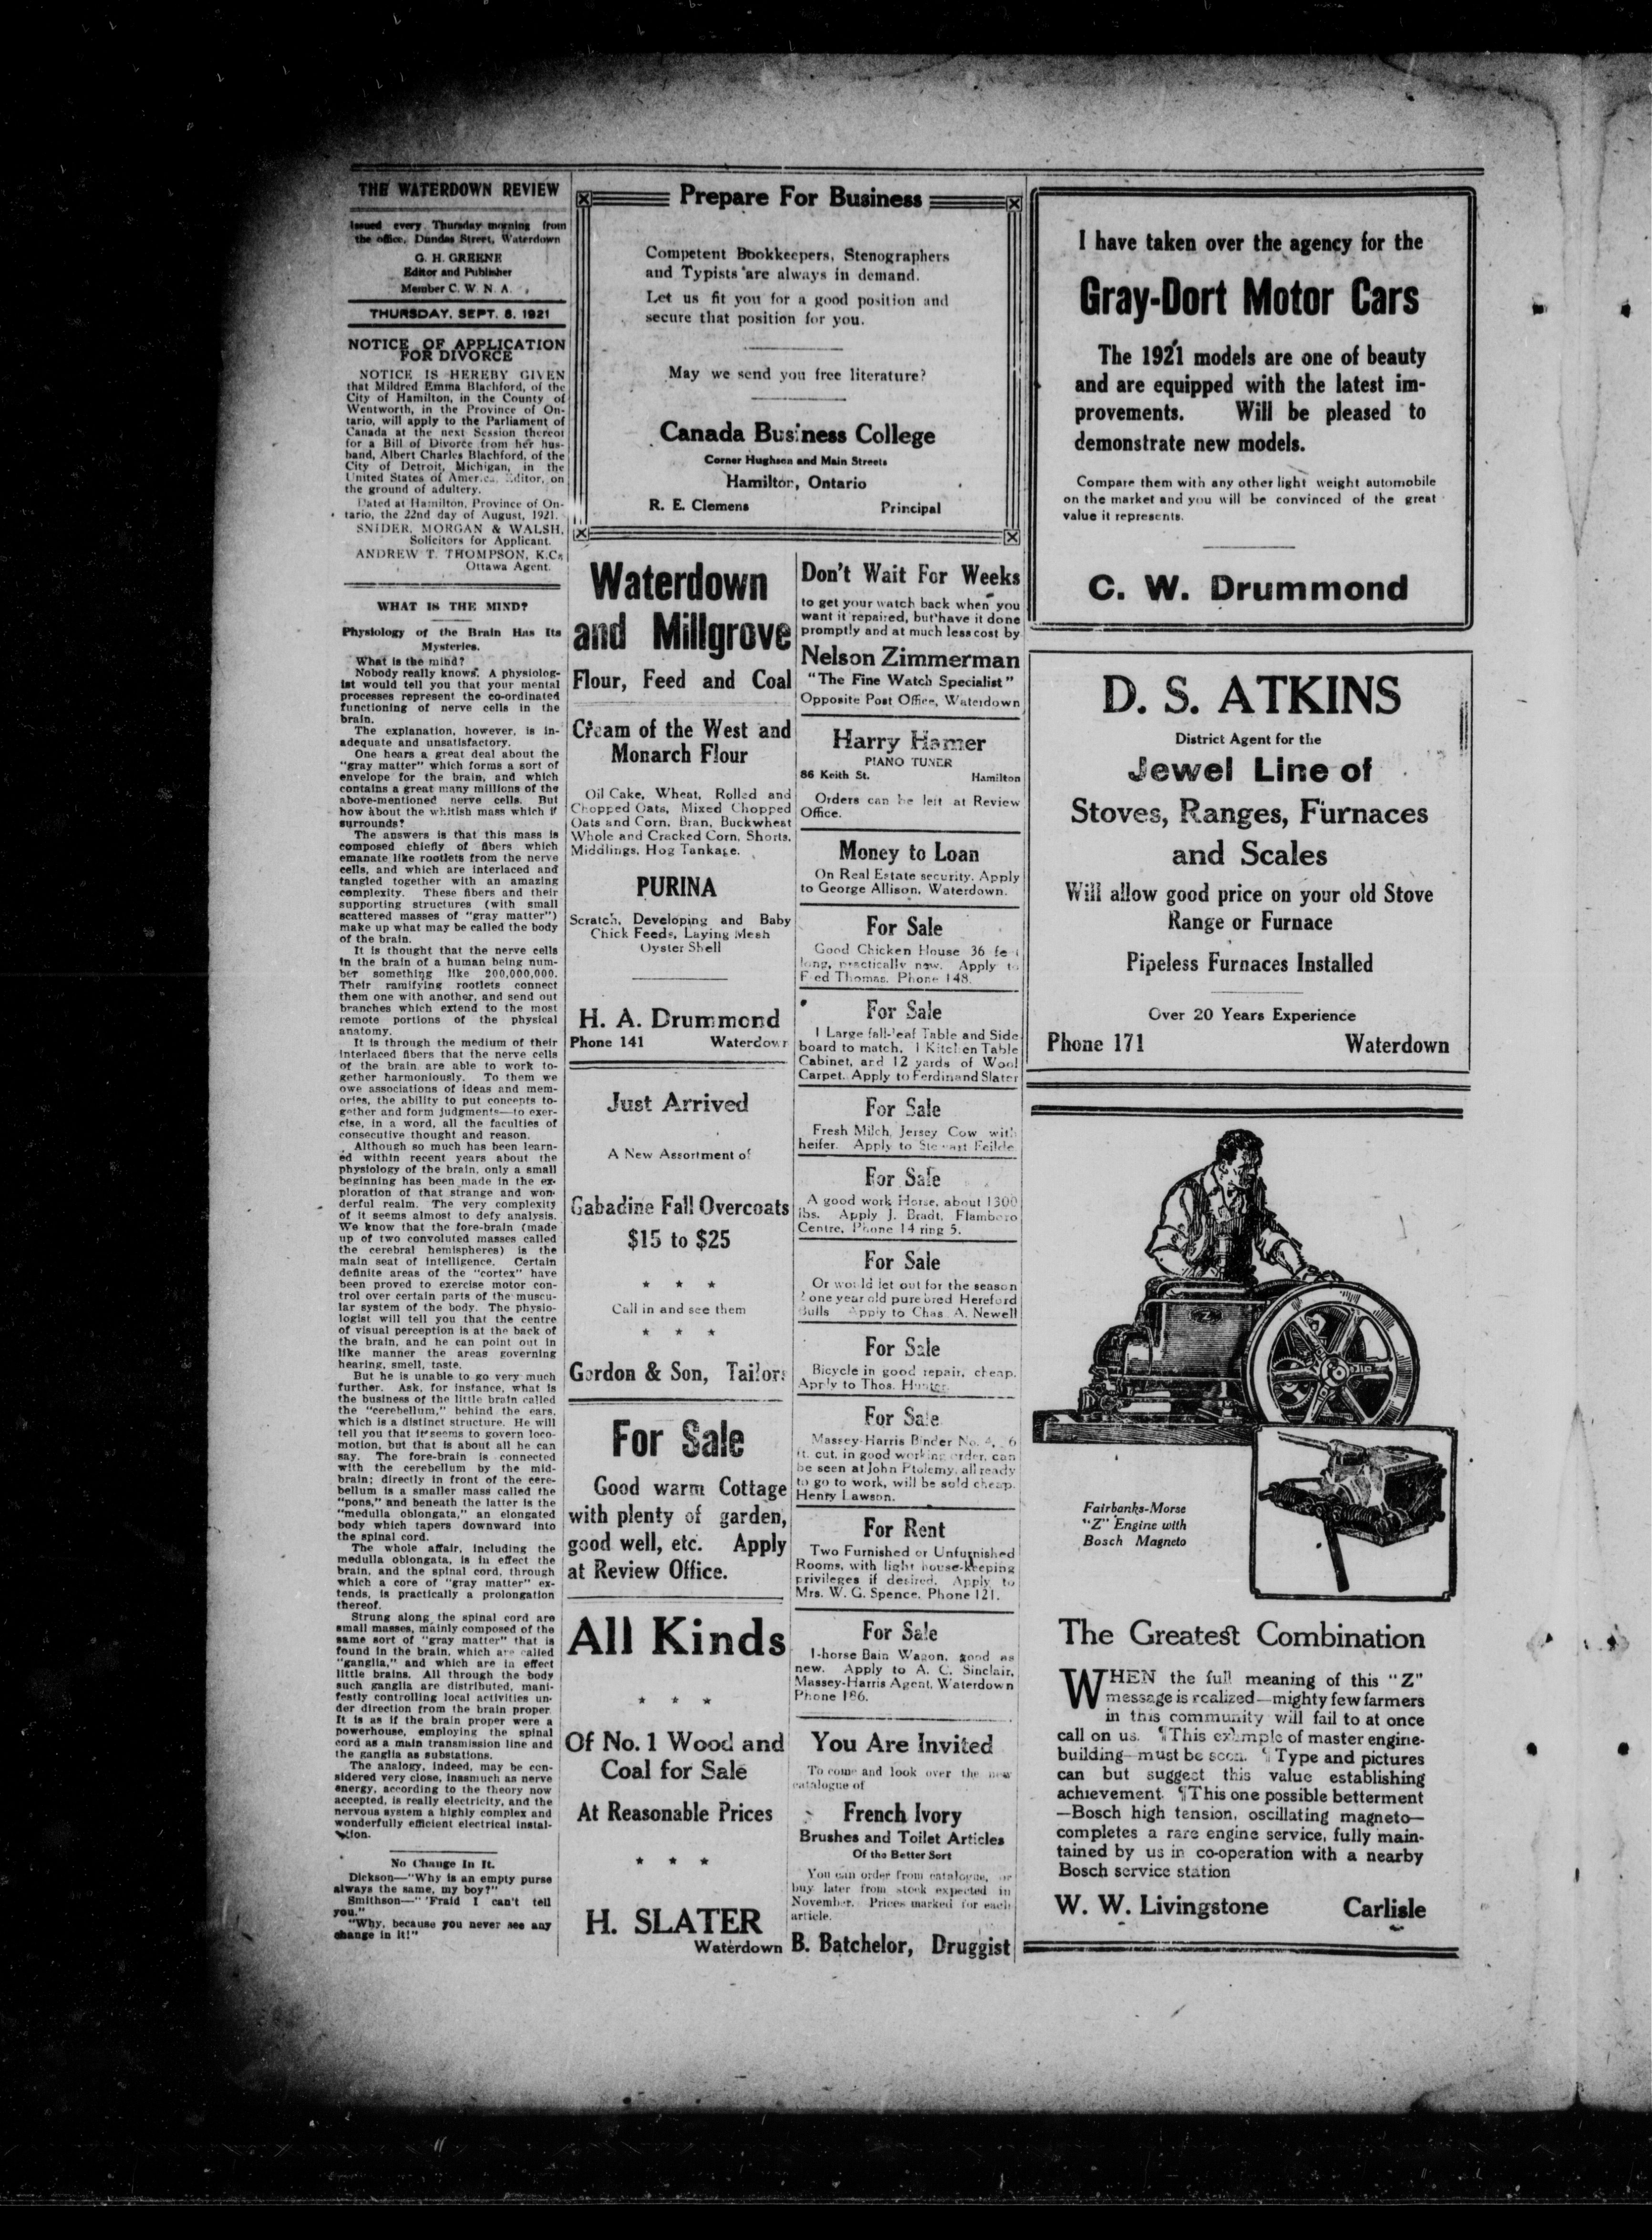 THE WATERDOWN REVIEW
Issued every Thursday morning from
the office, Dundas Street, Waterdown
G. H. GREENE
Editor and Publisher
Member C. W. N. A.
THURSDAY, SEPT. 8, 1921
NOTICE OF APPLICATION
FOR DIVORCE
NOTICE IS HEREBY GIVEN
that Mildred Emma Blachford, of the
City of Hamilton, in the County of
Wentworth, in the Province of On-
tario, will apply to the Parliament of
Canada at the next Session thereof
for a Bill of Divorce from her hus-
band, Albert Charles Blachford, of the
City of Detroit, Michigan, in the
United States of America, Editor, on
the ground of adultery.
Dated at Hamilton, Province of On-
tario, the 22nd day of August, 1921.
SNIDER, MORGAN & WALSH,
Solicitors for Applicant.
ANDREW T. THOMPSON, K.C.,
Ottawa Agent.
WHAT IS THE MIND?
Physiology of the Brain Has Its
Mysteries.
What is the mind?
Nobody really knows. A physiolog-
ist would tell you that your mental
processes represent the co-ordinated
functioning of nerve cells in the
brain.
The explanation, however, is in-
adequate and unsatisfactory.
One hears a great deal about the
"gray matter" which forms a sort of
envelope for the brain, and which
contains a great many millions of the
above-mentioned nerve cells. But
how about the whitish mass which it
surrounds?
The answers is that this mass is
composed chiefly of fibers which
emanate like rootlets from the nerve
cells, and which are interlaced and
tangled together with an amazing
complexity. These fibers and their
supporting structures (with small
scattered masses of "gray matter")
make up what may be called the body
of the brain.
It is thought that the nerve cells
in the brain of a human being num-
ber something like 200,000,000.
Their ramifying rootlets connect
them one with another, and send out
branches which extend to the most
remote portions of the physical
anatomy.
It is through the medium of their
interlaced fibers that the nerve cells
of the brain are able to work to-
gether harmoniously. To them we
owe associations of ideas and mem-
ories, the ability to put concepts to-
gether and form judgments—to exer-
cise, in a word, all the faculties of
consecutive thought and reason.
Although so much has been learn-
ed within recent years about the
physiology of the brain, only a small
beginning has been made in the ex-
ploration of that strange and won-
derful realm. The very complexity
of it seems almost to defy analysis.
We know that the fore-brain (made
up of two convoluted masses called
the cerebral hemispheres) is the
main seat of intelligence. Certain
definite areas of the "cortex" have
been proved to exercise motor con-
trol over certain parts of the muscu-
lar system of the body. The physio-
logist will tell you that the centre
of visual perception is at the back of
the brain, and he can point out in
like manner the areas governing
hearing, smell, taste.
But he is unable to go very much
further. Ask, for instance, what is
the business of the little brain called
the "cerebellum," behind the ears,
which is a distinct structure. He will
tell you that it seems to govern loco-
motion, but that is about all he can
say. The fore-brain is connected
with the cerebellum by the mid-
brain; directly in front of the cere-
bellum is a smaller mass called the
"pons," and beneath the latter is the
"medulla oblongata," an elongated
body which tapers downward into
the spinal cord.
The whole affair, including the
medulla oblongata, is in effect the
brain, and the spinal cord, through
which a core of "gray matter" ex-
tends, is practically a prolongation
thereof.
Strung along the spinal cord are
small masses, mainly composed of the
same sort of "gray matter" that is
found in the brain, which are called
"ganglia," and which are in effect
little brains. All through the body
such ganglia are distributed, mani-
festly controlling local activities un-
der direction from the brain proper.
It is as if the brain proper were a
powerhouse, employing the spinal
cord as a main transmission line and
the ganglia as substations.
The analogy, indeed, may be con-
sidered very close, inasmuch as nerve
energy, according to the theory now
accepted, is really electricity, and the
nervous system a highly complex and
wonderfully efficient electrical instal-
lation.
No Change In It.
Dickson—"Why is an empty purse
always the same, my boy?"
Smithson—" 'Fraid I can't tell
you."
"Why, because you never see any
change in it!"
Prepare For Business
Competent Bookkeepers, Stenographers
and Typists are always in demand.
Let us fit you for a good position and
secure that position for you.
May we send you free literature?
Canada Business College
Corner Hughson and Main Streets
Hamilton, Ontario
R. E. Clemens Principal
Waterdown
and Millgrove
Flour, Feed and Coal
Cream of the West and
Monarch Flour
Oil Cake, Wheat, Rolled and
Chopped Oats, Mixed Chopped
Oats and Corn, Bran, Buckwheat
Whole and Cracked Corn, Shorts,
Middlings, Hog Tankage.
PURINA
Scratch, Developing and Baby
Chick Feeds, Laying Mesh
Oyster Shell
H. A. Drummond
Phone 141 Waterdown
Just Arrived
A New Assortment of
Gabadine Fall Overcoats
$15 to $25
* * *
Call in and see them
* * *
Gordon & Son, Tailors
For Sale
Good warm Cottage
with plenty of garden,
good well, etc. Apply
at Review Office.
All Kinds
* * *
Of No. 1 Wood and
Coal for Sale
At Reasonable Prices
* * *
H. SLATER
Waterdown
Don't Wait For Weeks
to get your watch back when you
want it repaired, but have it done
promptly and at much less cost by
Nelson Zimmerman
"The Fine Watch Specialist"
Opposite Post Office, Waterdown
Harry Hamer
PIANO TUNER
86 Keith St. Hamilton
Orders can be left at Review
Office.
Money to Loan
On Real Estate security. Apply
to George Allison, Waterdown.
For Sale
Good Chicken House 36 feet
long, practically new. Apply to
Fred Thomas. Phone 148.
For Sale
1 Large fall-leaf Table and Side
board to match, 1 Kitchen Table
Cabinet, and 12 yards of Wool
Carpet. Apply to Ferdinand Slater
For Sale
Fresh Milch, Jersey Cow with
heifer. Apply to Stewart Feilde
For Sale
A good work Horse, about 1300
lbs. Apply J. Bradt, Flamboro
Centre, Phone 14 ring 5.
For Sale
Or would let out for the season
2 one year old pure bred Hereford
Bulls Apply to Chas. A. Newell
For Sale
Bicycle in good repair, cheap.
Apply to Thos. Hunter
For Sale
Massey-Harris Binder No. 4, 6
ft. cut, in good working order, can
be seen at John Ptolemy, all ready
to go to work, will be sold cheap.
Henry Lawson.
For Rent
Two Furnished or Unfurnished
Rooms, with light house-keeping
privileges if desired. Apply to
Mrs. W. G. Spence, Phone 121.
For Sale
1-horse Bain Wagon, good as
new. Apply to A. C. Sinclair,
Massey-Harris Agent, Waterdown
Phone 186.
You Are Invited
To come and look over the new
catalogue of
French Ivory
Brushes and Toilet Articles
Of the Better Sort
You can order from catalogue, or
buy later from stock expected in
November. Prices marked for each
article.
B. Batchelor, Druggist
I have taken over the agency for the
Gray-Dort Motor Cars
The 1921 models are one of beauty
and are equipped with the latest im-
provements. Will be pleased to
demonstrate new models.
Compare them with any other light weight automobile
on the market and you will be convinced of the great
value it represents.
C. W. Drummond
D. S. ATKINS
District Agent for the
Jewel Line of
Stoves, Ranges, Furnaces
and Scales
Will allow good price on your old Stove
Range or Furnace
Pipeless Furnaces Installed
Over 20 Years Experience
Phone 171 Waterdown
Fairbanks-Morse
"Z" Engine with
Bosch Magneto
The Greatest Combination
WHEN the full meaning of this "Z"
message is realized—mighty few farmers
in this community will fail to at once
call on us. ¶This example of master engine-
building—must be seen. ¶Type and pictures
can but suggest this value establishing
achievement. ¶This one possible betterment
—Bosch high tension, oscillating magneto—
completes a rare engine service, fully main-
tained by us in co-operation with a nearby
Bosch service station
W. W. Livingstone Carlisle